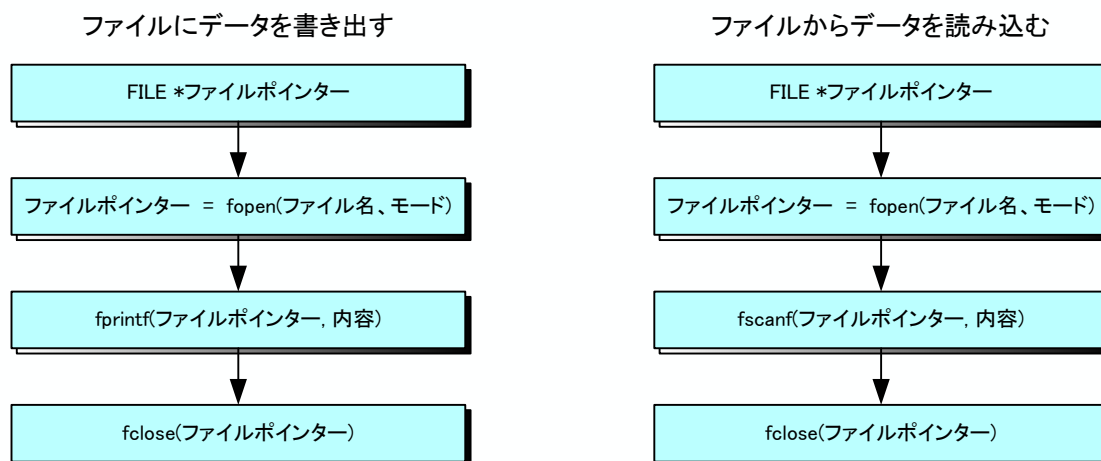 ファイルにデータを書き出す
FILE *ファイルポインター
ファイルポインター = fopen(ファイル名、モード)
fprintf(ファイルポインター, 内容)
fclose(ファイルポインター)
ファイルからデータを読み込む
FILE *ファイルポインター
ファイルポインター = fopen(ファイル名、モード)
fscanf(ファイルポインター, 内容)
fclose(ファイルポインター)